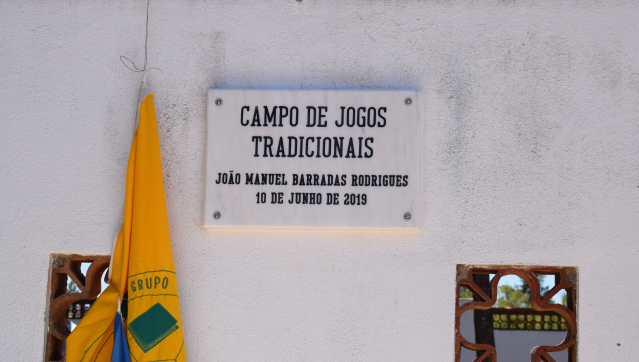 CAMPO DE JOGOS
TRADICIONAIS
JOÃO MANUEL BARRADAS RODRIGUES
10 DE JUNHO DE 2019
GRUPO